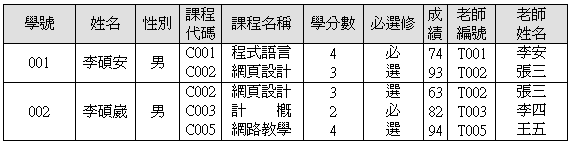 學號 姓名 性別 課程代碼 課程名稱 學分數 必選修 成績 老師編號 老師姓名
001 李碩安 男 C001 程式語言 4 必 74 T001 李安
C002 網頁設計 3 選 93 T002 張三
002 李碩崴 男 C002 網頁設計 3 選 63 T002 張三
C003 計 概 2 必 82 T003 李四
C005 網路教學 4 選 94 T005 王五